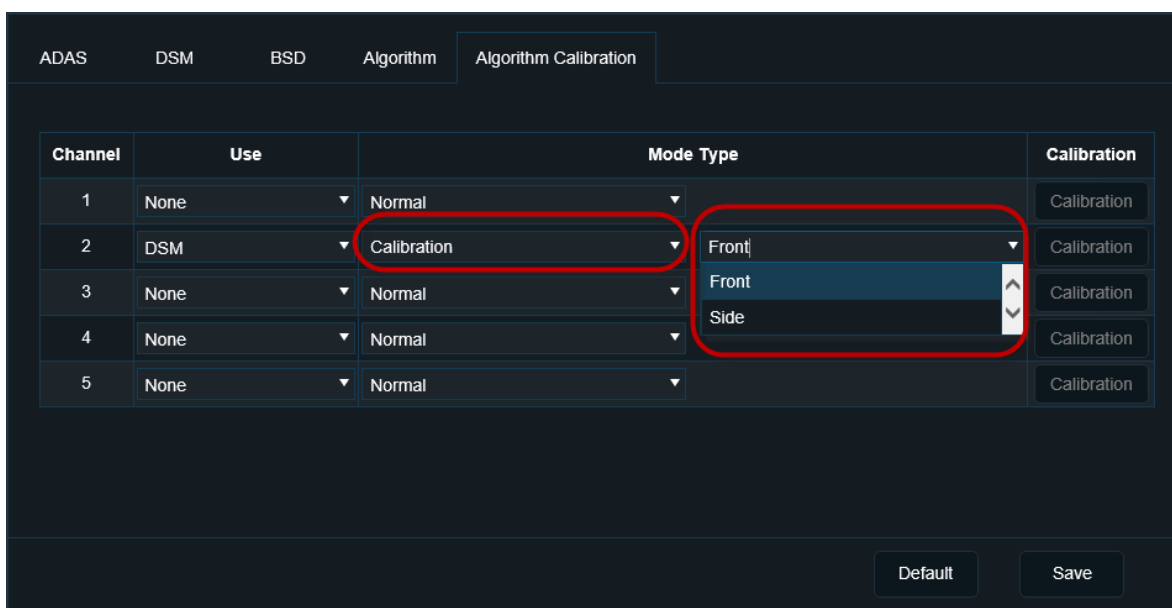 ADAS DSM BSD Algorithm Algorithm Calibration
Channel Use Mode Type Calibration
1 None Normal Calibration
2 DSM Calibration Front Calibration
Front
3 None Normal Calibration
Side
4 None Normal Calibration
5 None Normal Calibration
Default Save